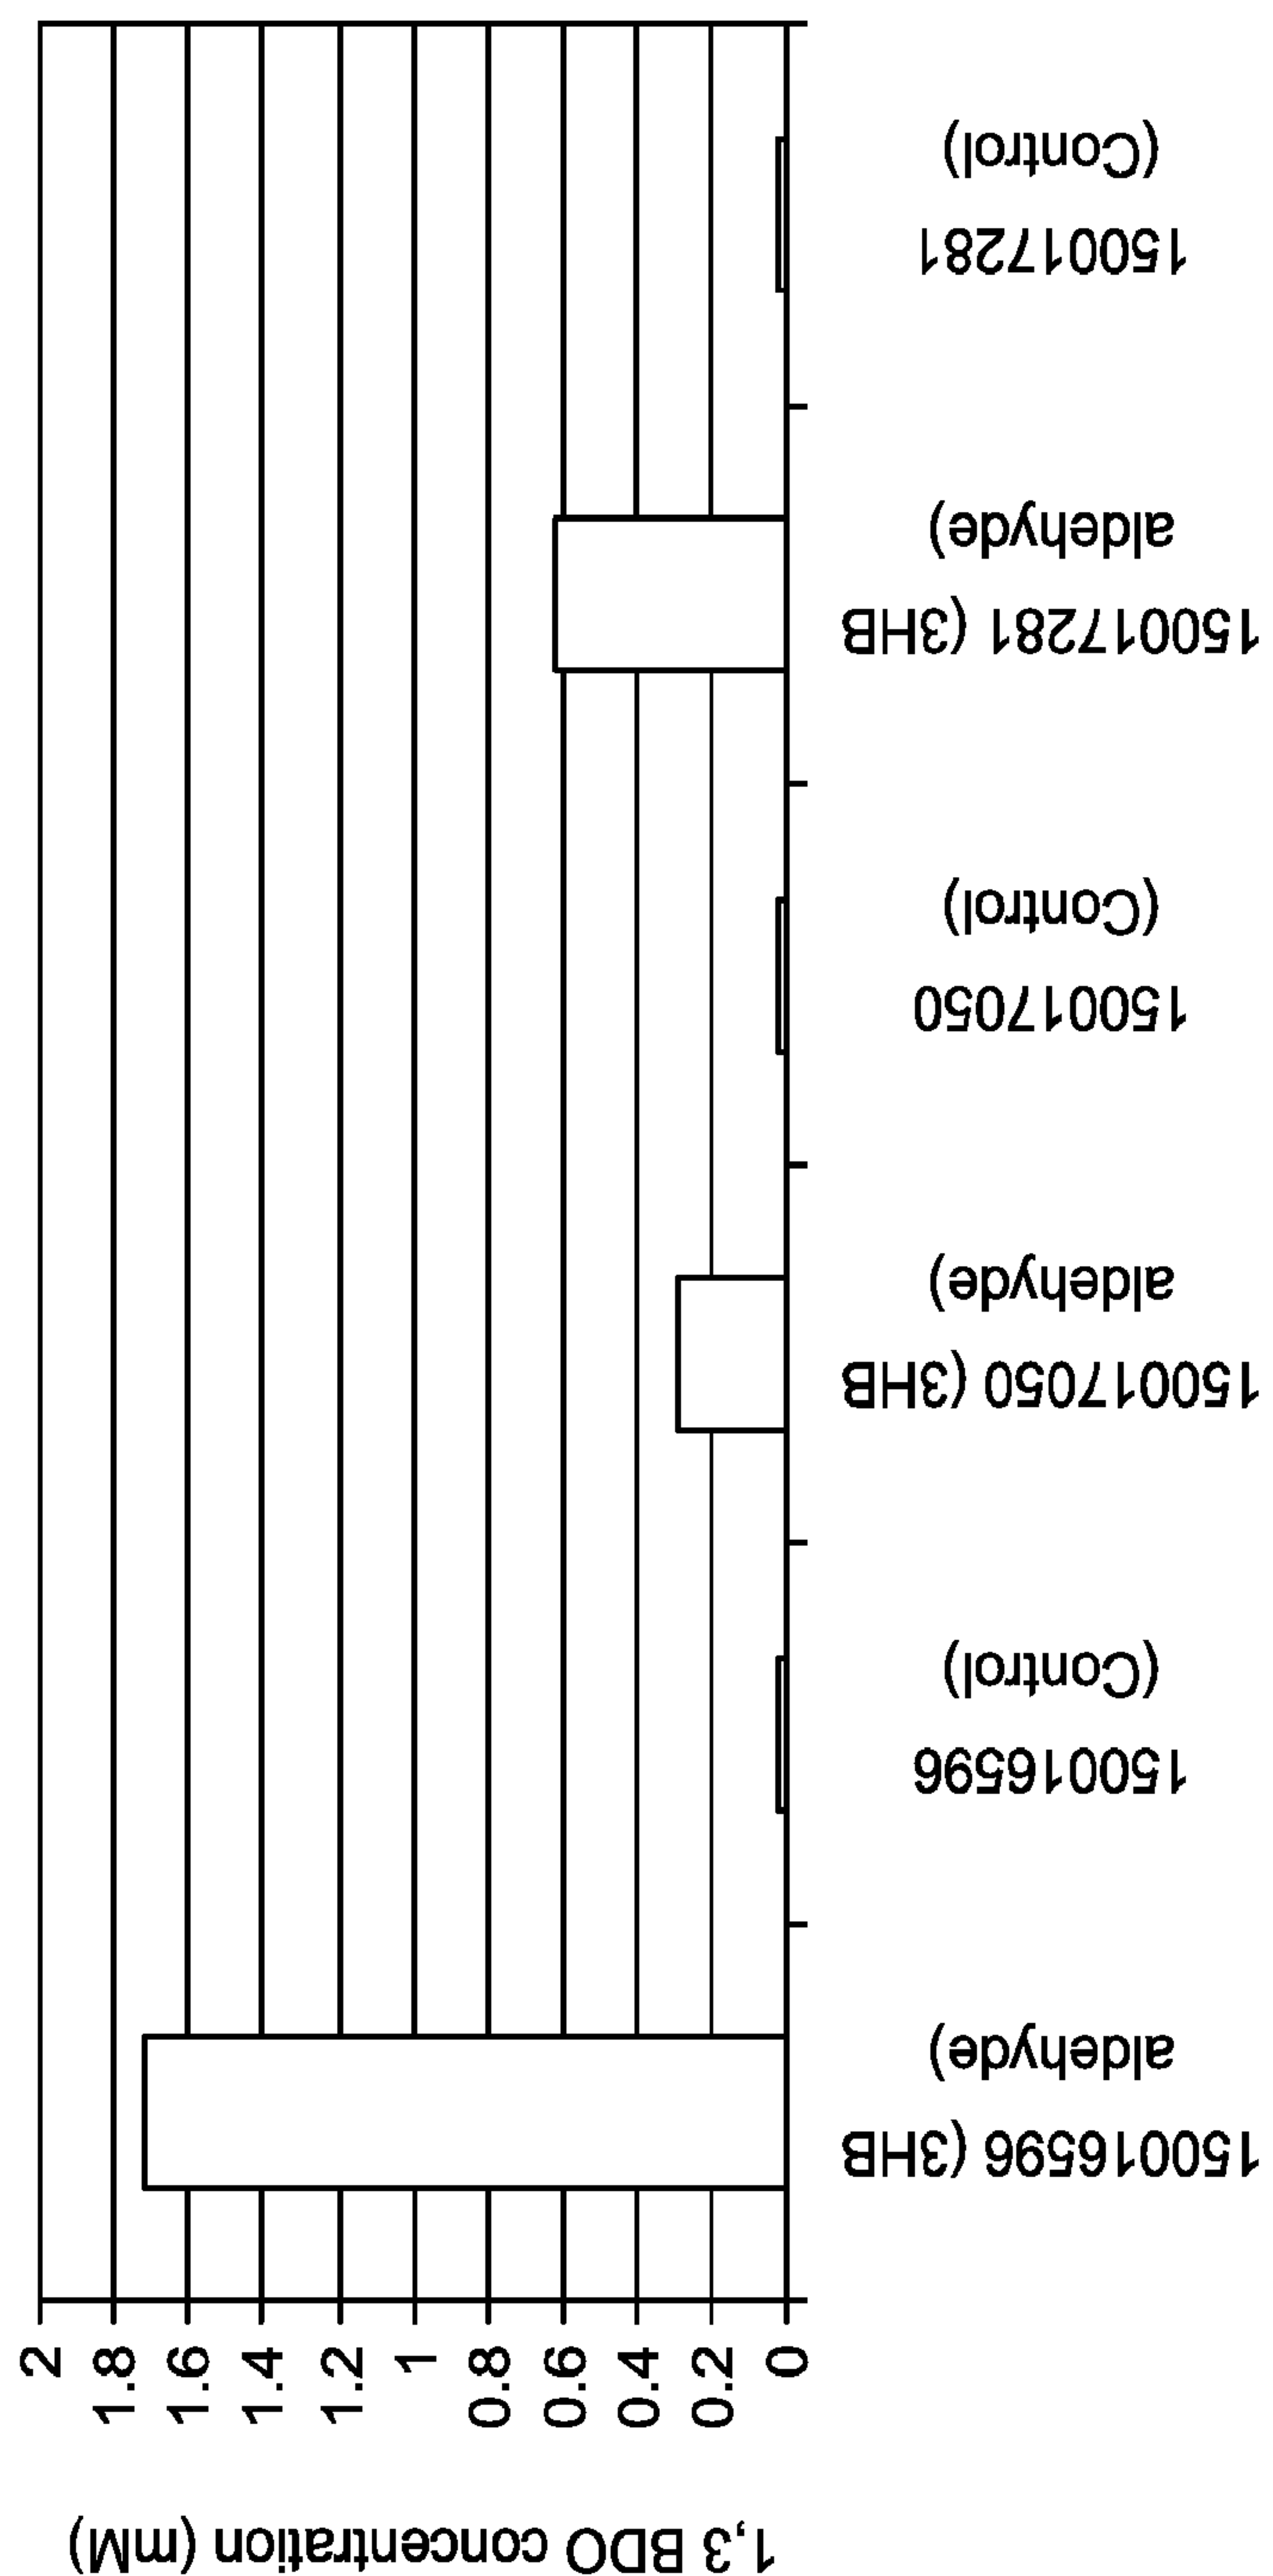 1,3 BDO concentration (mM)
2
1.8
1.6
1.4
1.2
1
0.8
0.6
0.4
0.2
0
150016596 (3HB
aldehyde)
150016596
(Control)
150017050 (3HB
aldehyde)
150017050
(Control)
150017281 (3HB
aldehyde)
150017281
(Control)